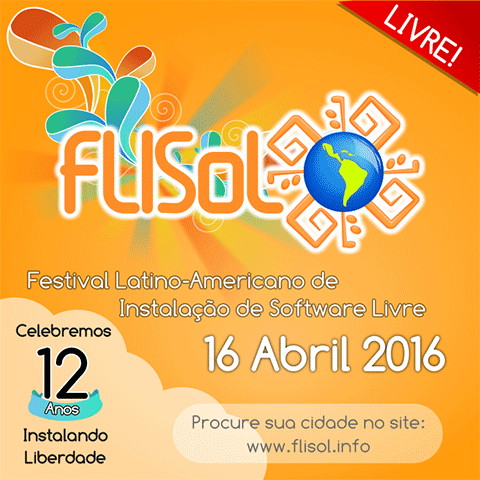 LIVRE!
FLISoL
Festival Latino-Americano de
Instalação de Software Livre
16 Abril 2016
Celebremos
12
Anos
Instalando
Liberdade
Procure sua cidade no site:
www.flisol.info